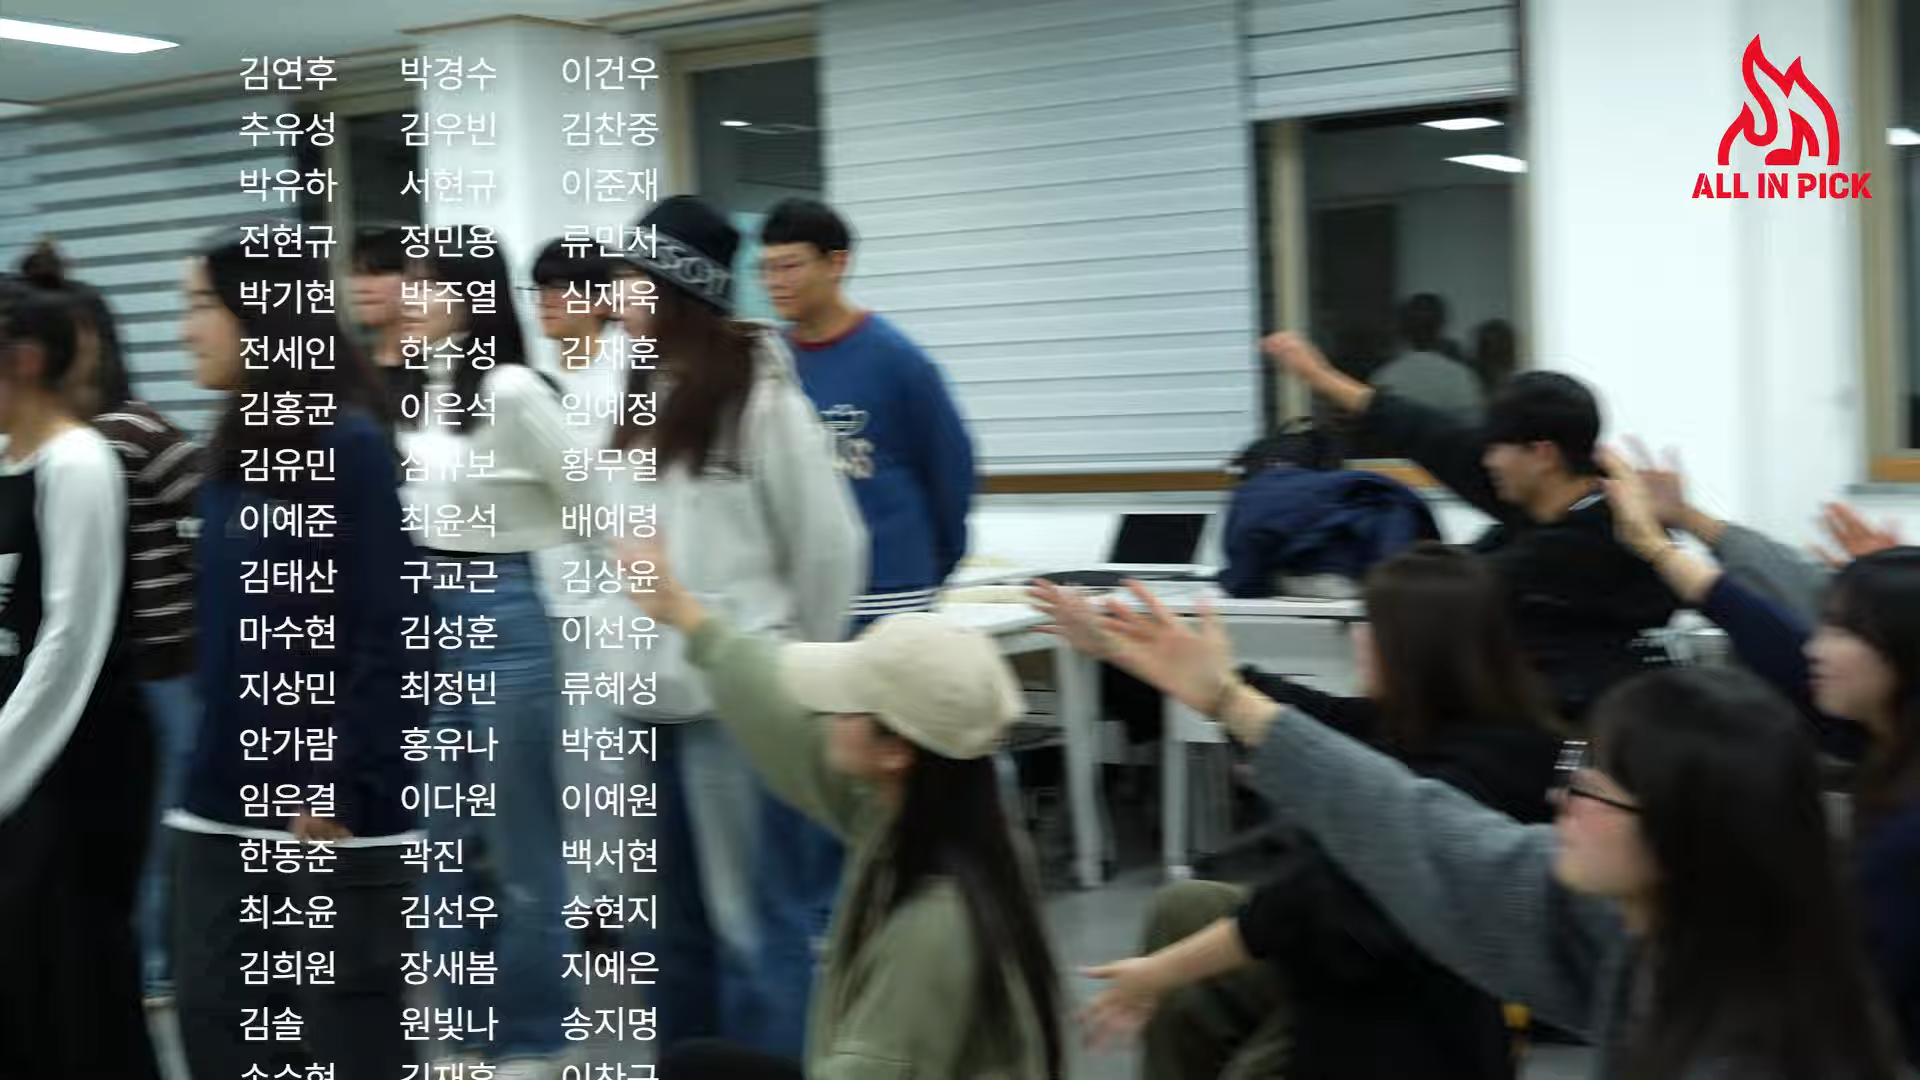 김연후 박경수 이건우
추유성 김우빈 김찬중
박유하 서현규 이준재
전현규 정민용 류민서
박기현 박주열 심재욱
전세인 한수성 김재훈
김홍균 이은석 임예정
김유민 심규보 황무열
이예준 최윤석 배예령
김태산 구교근 김상윤
마수현 김성훈 이선유
지상민 최정빈 류혜성
안가람 홍유나 박현지
임은결 이다원 이예원
한동준 곽진 백서현
최소윤 김선우 송현지
김희원 장새봄 지예은
김솔 원빛나 송지명
ALL IN PICK